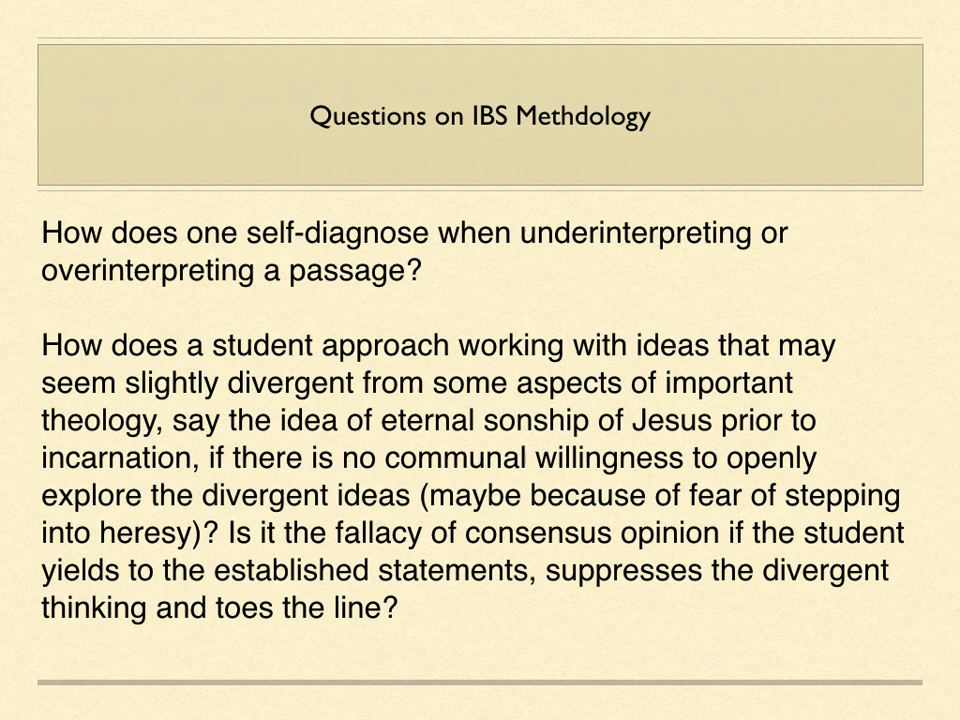 Questions on IBS Methdology
How does one self-diagnose when underinterpreting or
overinterpreting a passage?
How does a student approach working with ideas that may
seem slightly divergent from some aspects of important
theology, say the idea of eternal sonship of Jesus prior to
incarnation, if there is no communal willingness to openly
explore the divergent ideas (maybe because of fear of stepping
into heresy)? Is it the fallacy of consensus opinion if the student
yields to the established statements, suppresses the divergent
thinking and toes the line?